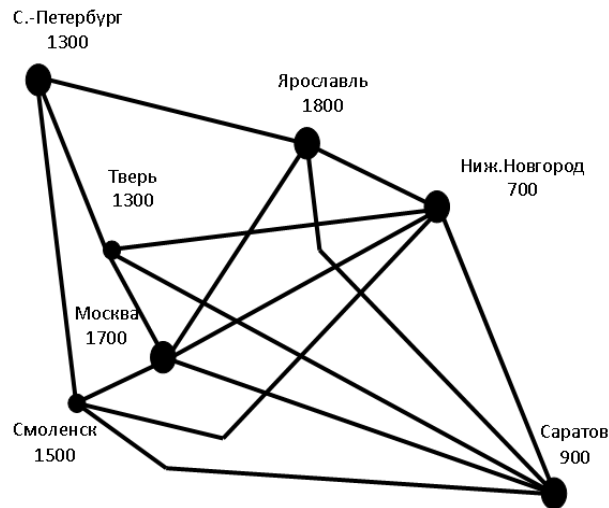 С.-Петербург
1300
Ярославль
1800
Ниж.Новгород
700
Тверь
1300
Москва
1700
Смоленск
1500
Саратов
900